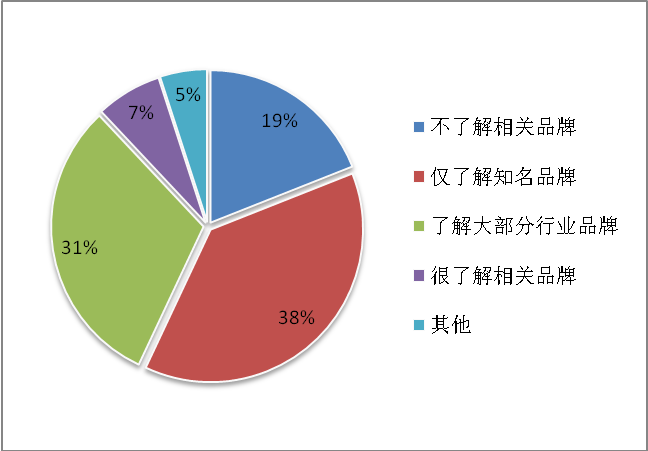 5%
7%
19%
31%
38%
不了解相关品牌
仅了解知名品牌
了解大部分行业品牌
很了解相关品牌
其他